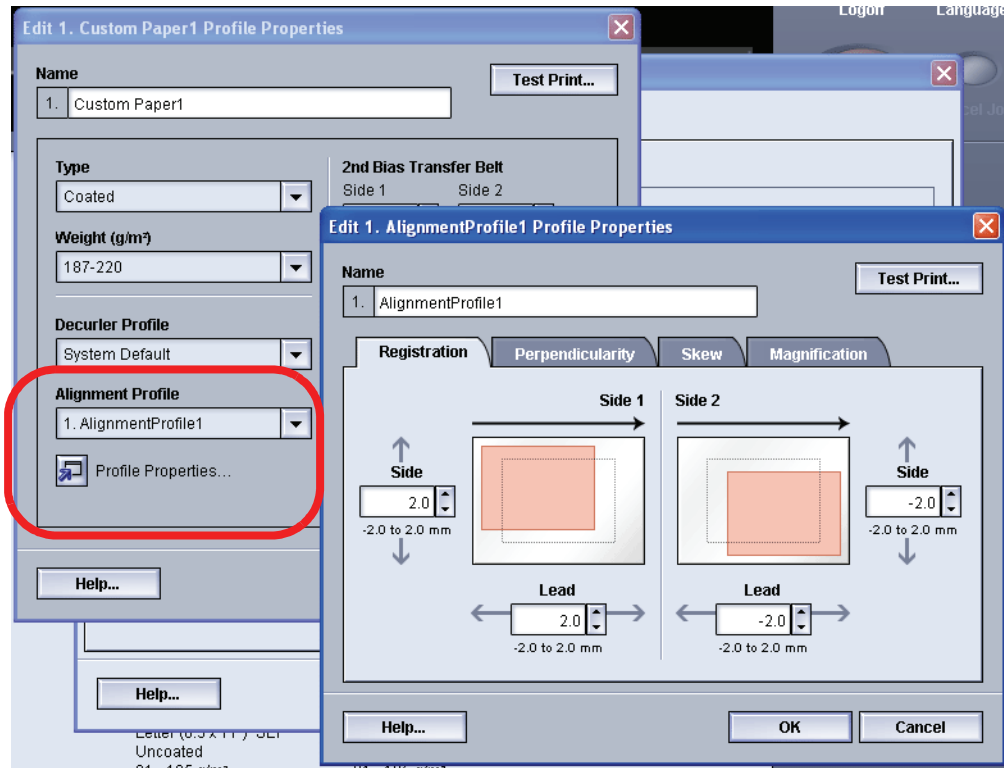 Logon Language
Edit 1. Custom Paper1 Profile Properties
Name
Test Print...
1. Custom Paper1
Type
Coated
Weight (g/m²)
187-220
Decurler Profile
System Default
Alignment Profile
1. AlignmentProfile1
Profile Properties...
Help...
2nd Bias Transfer Belt
Side 1 Side 2
Edit 1. AlignmentProfile1 Profile Properties
Name
Test Print...
1. AlignmentProfile1
Registration Perpendicularity Skew Magnification
Side 1 Side 2
Side
2.0
-2.0 to 2.0 mm
Side
-2.0
-2.0 to 2.0 mm
Lead
2.0
-2.0 to 2.0 mm
Lead
-2.0
-2.0 to 2.0 mm
Help... OK Cancel
Help...
Uncoated